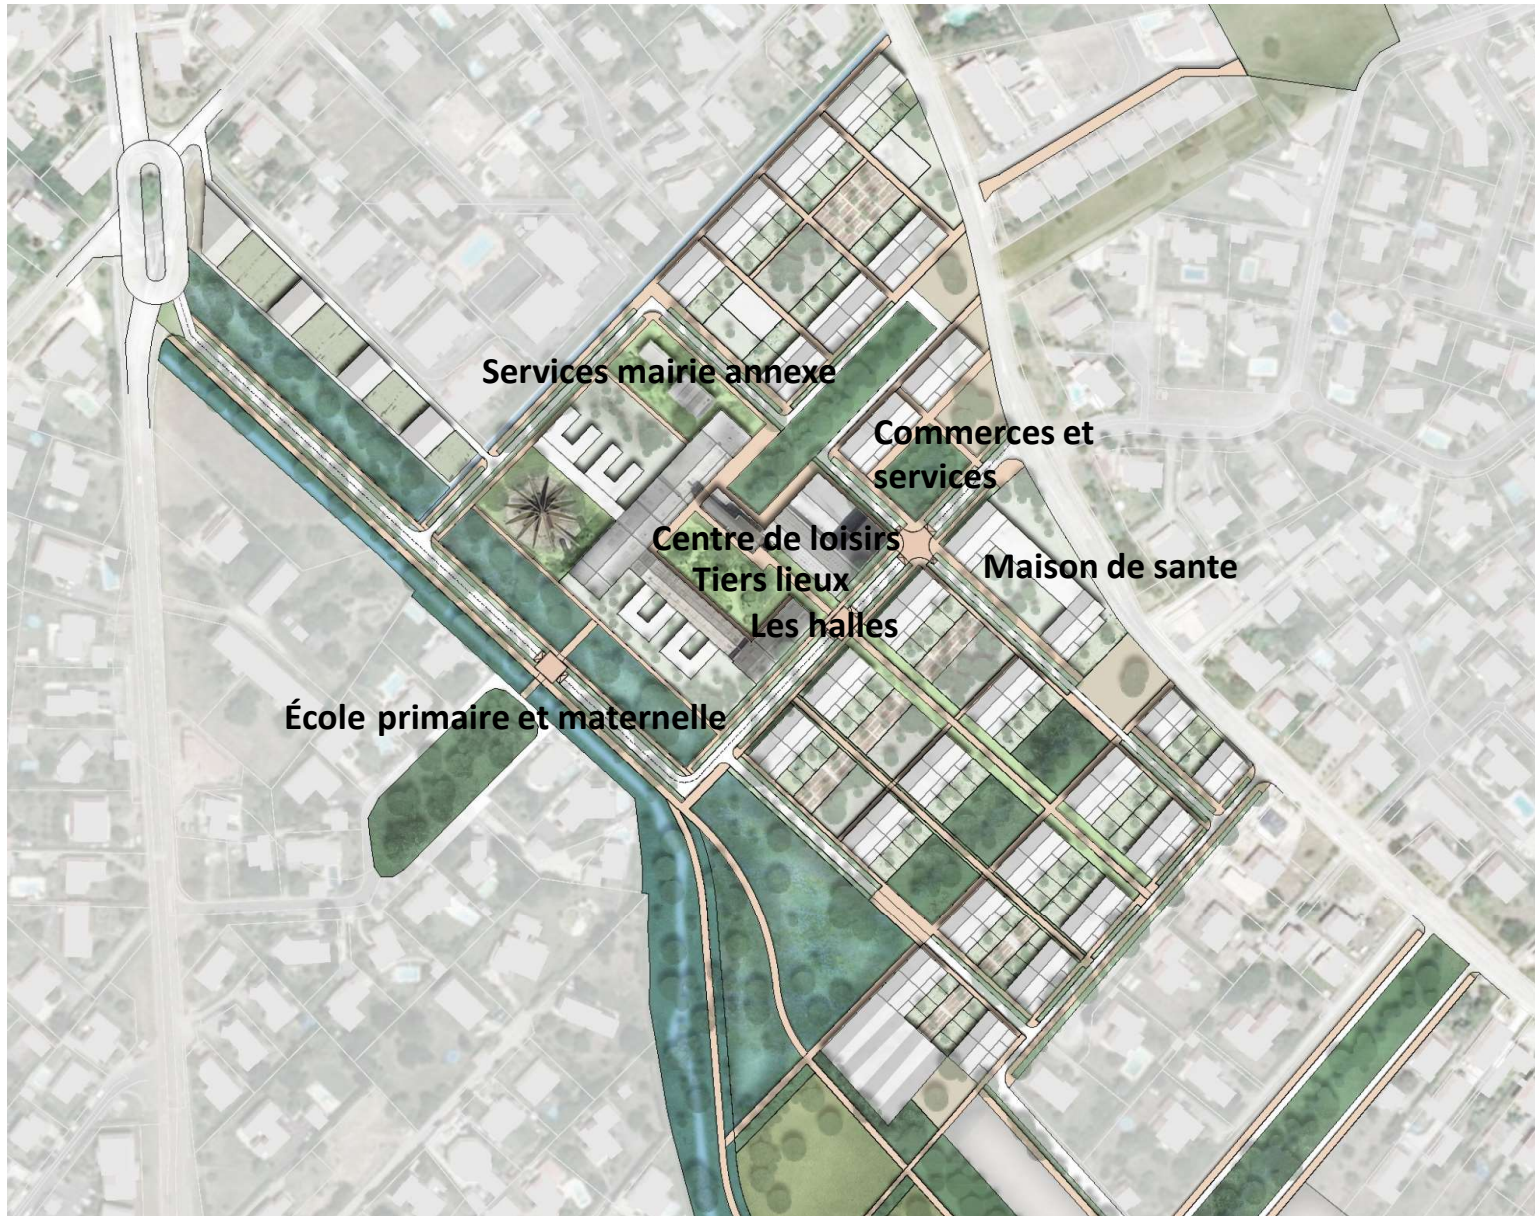 Services mairie annexe
Commerces et
services
Centre de loisirs
Tiers lieux
Maison de sante
Les halles
École primaire et maternelle